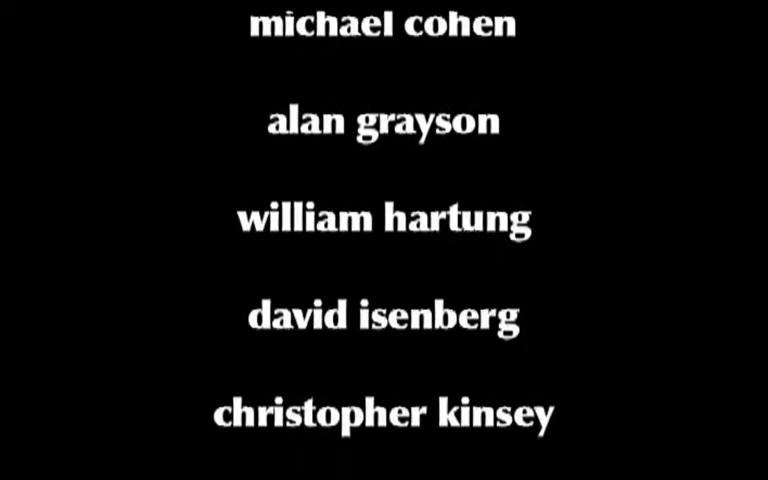 michael cohen
alan grayson
william hartung
david isenberg
christopher kinsey